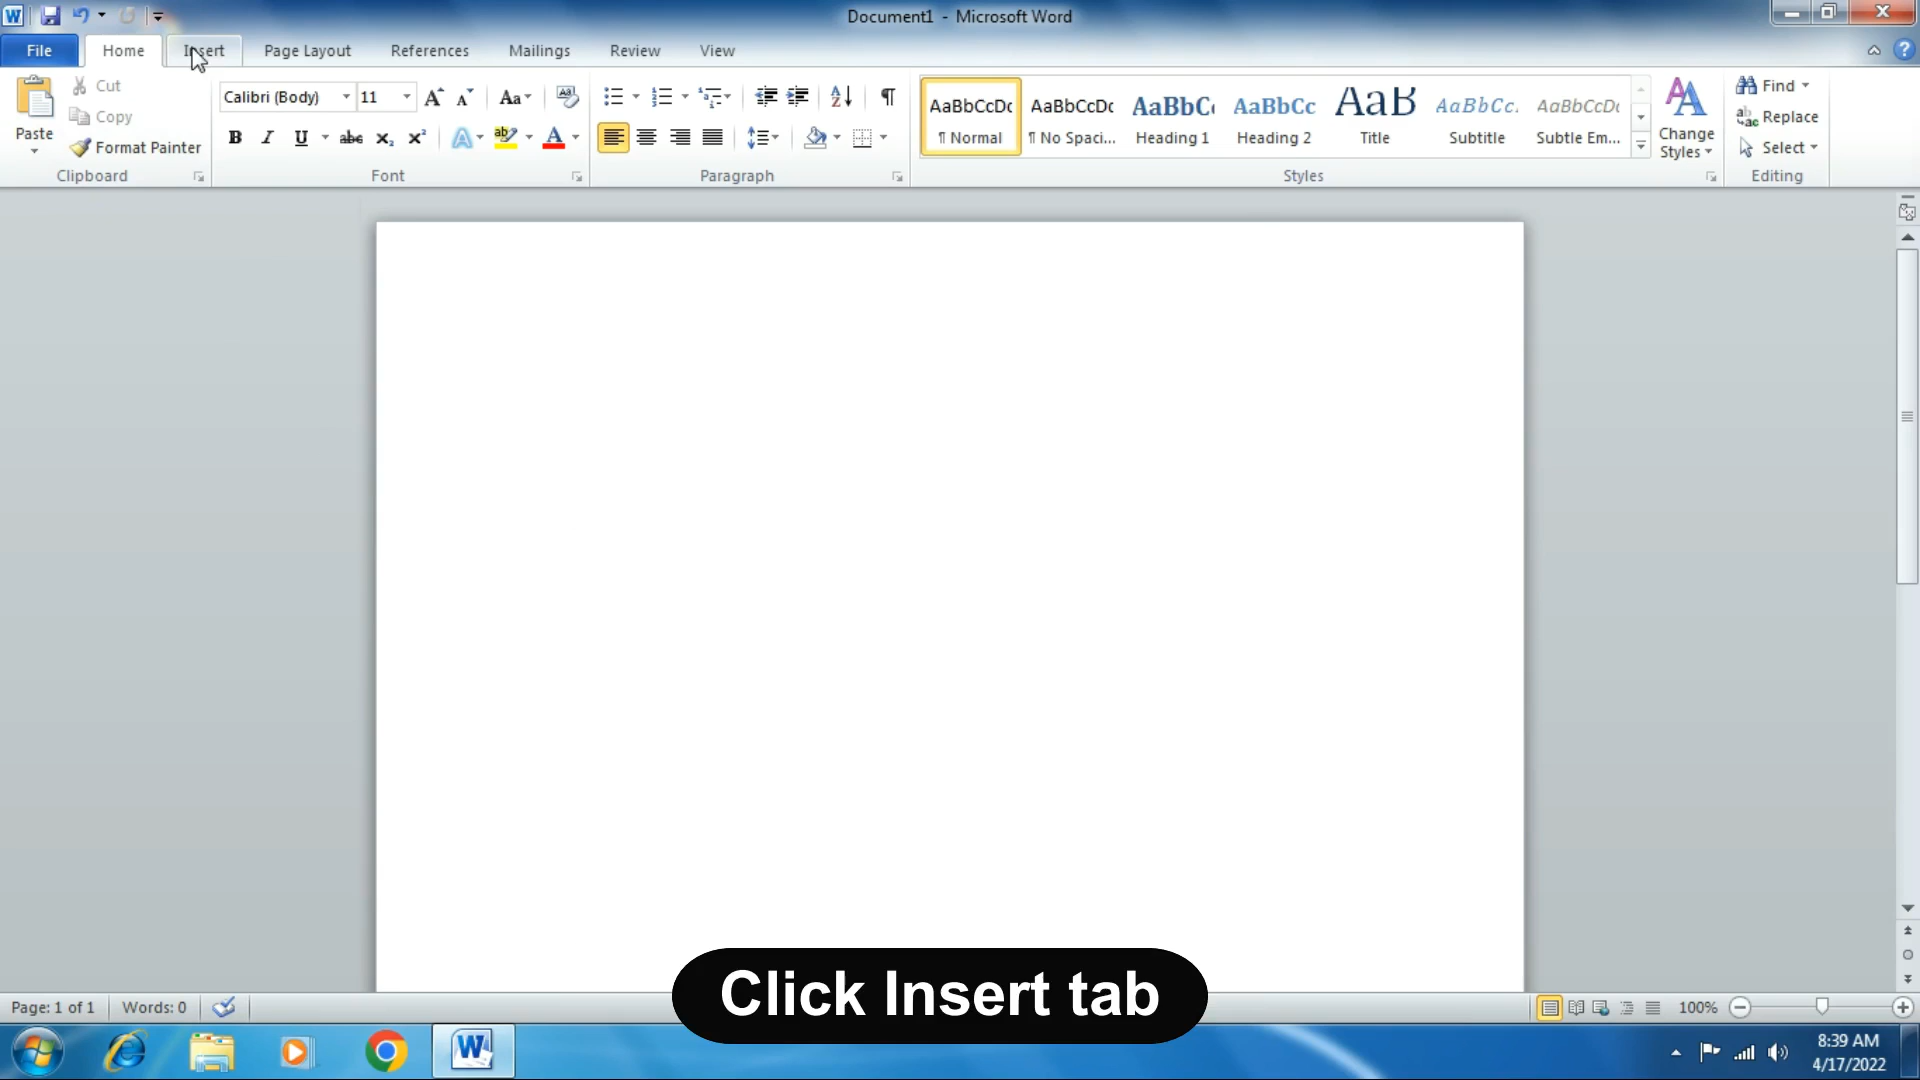 Document1 - Microsoft Word
File Home Insert Page Layout References Mailings Review View
Paste
Cut
Copy
Format Painter
Clipboard
Calibri (Body) 11
Font
Paragraph
AaBbCcDc AaBbCcDc AaBbC AaBbCc AaB AaBbCc. AaBbCcDc
¶ Normal ¶ No Spaci... Heading 1 Heading 2 Title Subtitle Subtle Em...
Change
Styles
Styles
Find
Replace
Select
Editing
Click Insert tab
Page: 1 of 1 Words: 0 100%
8:39 AM
4/17/2022